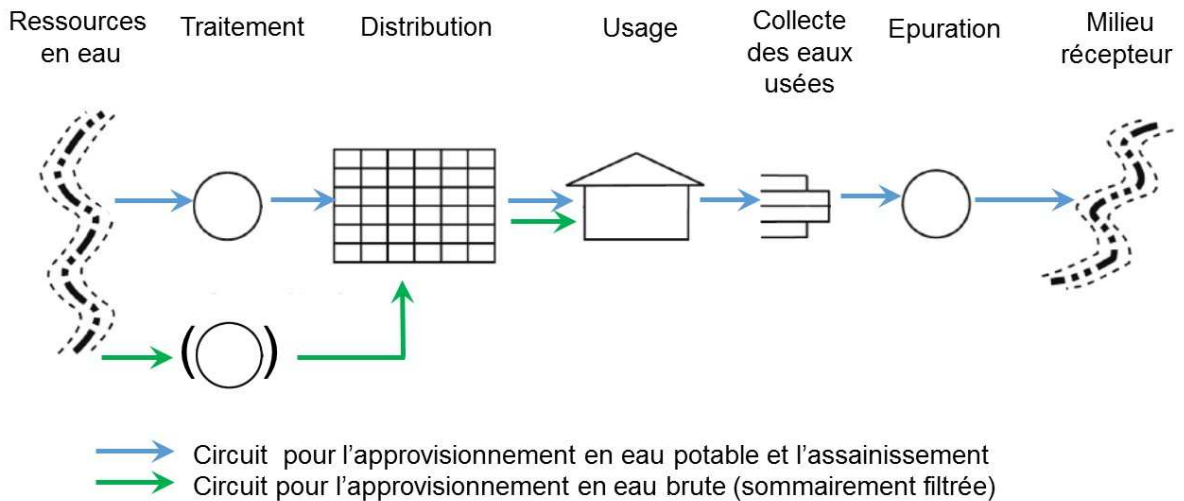 Ressources
en eau
Traitement
Distribution
Usage
Collecte
des eaux
usées
Epuration
Milieu
récepteur
( )
Circuit pour l’approvisionnement en eau potable et l’assainissement
Circuit pour l’approvisionnement en eau brute (sommairement filtrée)